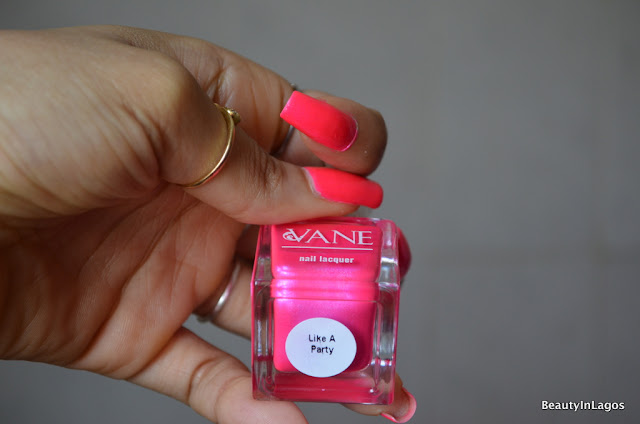 VANE
nail lacquer
Like A
Party
BeautyInLagos